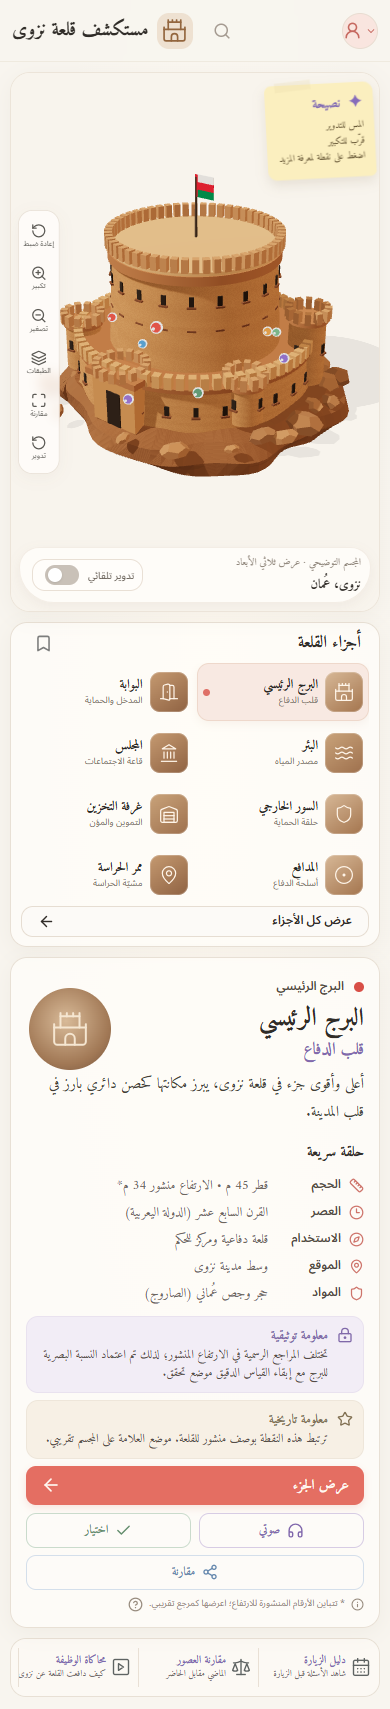 مستكشف قلعة نزوى
نصيحة
المس للتدوير
قرّب للتكبير
اضغط على نقطة لمعرفة المزيد
إعادة ضبط
تكبير
تصغير
الطبقات
مقارنة
تدوير
المجسم التوضيحي · عرض ثلاثي الأبعاد
نزوى، عُمان
تدوير تلقائي
أجزاء القلعة
البرج الرئيسي
قلب الدفاع
البوابة
المدخل والحماية
البئر
مصدر المياه
المجلس
قاعة الاجتماعات
السور الخارجي
حلقة الحماية
غرفة التخزين
التموين والمؤن
المدافع
أسلحة الدفاع
ممر الحراسة
ممشيّة الحراسة
عرض كل الأجزاء
البرج الرئيسي
البرج الرئيسي
قلب الدفاع
أعلى وأقوى جزء في قلعة نزوى، يبرز مكانتها كحصن دائري بارز في
قلب المدينة.
حلقة سريعة
الحجم قطر 45 م • الارتفاع منشور 34 م*
العصر القرن السابع عشر (الدولة اليعربية)
الاستخدام قلعة دفاعية ومركز للحكم
الموقع وسط مدينة نزوى
المواد حجر وجص عُماني (الصاروج)
معلومة توثيقية
تختلف المراجع الرسمية في الارتفاع المنشور؛ لذلك تم اعتماد النسبة البصرية
للبرج مع إبقاء القياس الدقيق موضع تحقق.
معلومة تاريخية
ترتبط هذه النقطة بوصف منشور للقلعة. موضع العلامة على المجسم تقريبي.
عرض الجزء
صوتي
اختيار
مقارنة
* تتباين الأرقام المنشورة للارتفاع؛ اعرضها كمرجع تقريبي.
دليل الزيارة
شاهد الأسئلة قبل الزيارة
مقارنة العصور
الماضي مقابل الحاضر
محاكاة الوظيفة
كيف دافعت القلعة عن نزوى